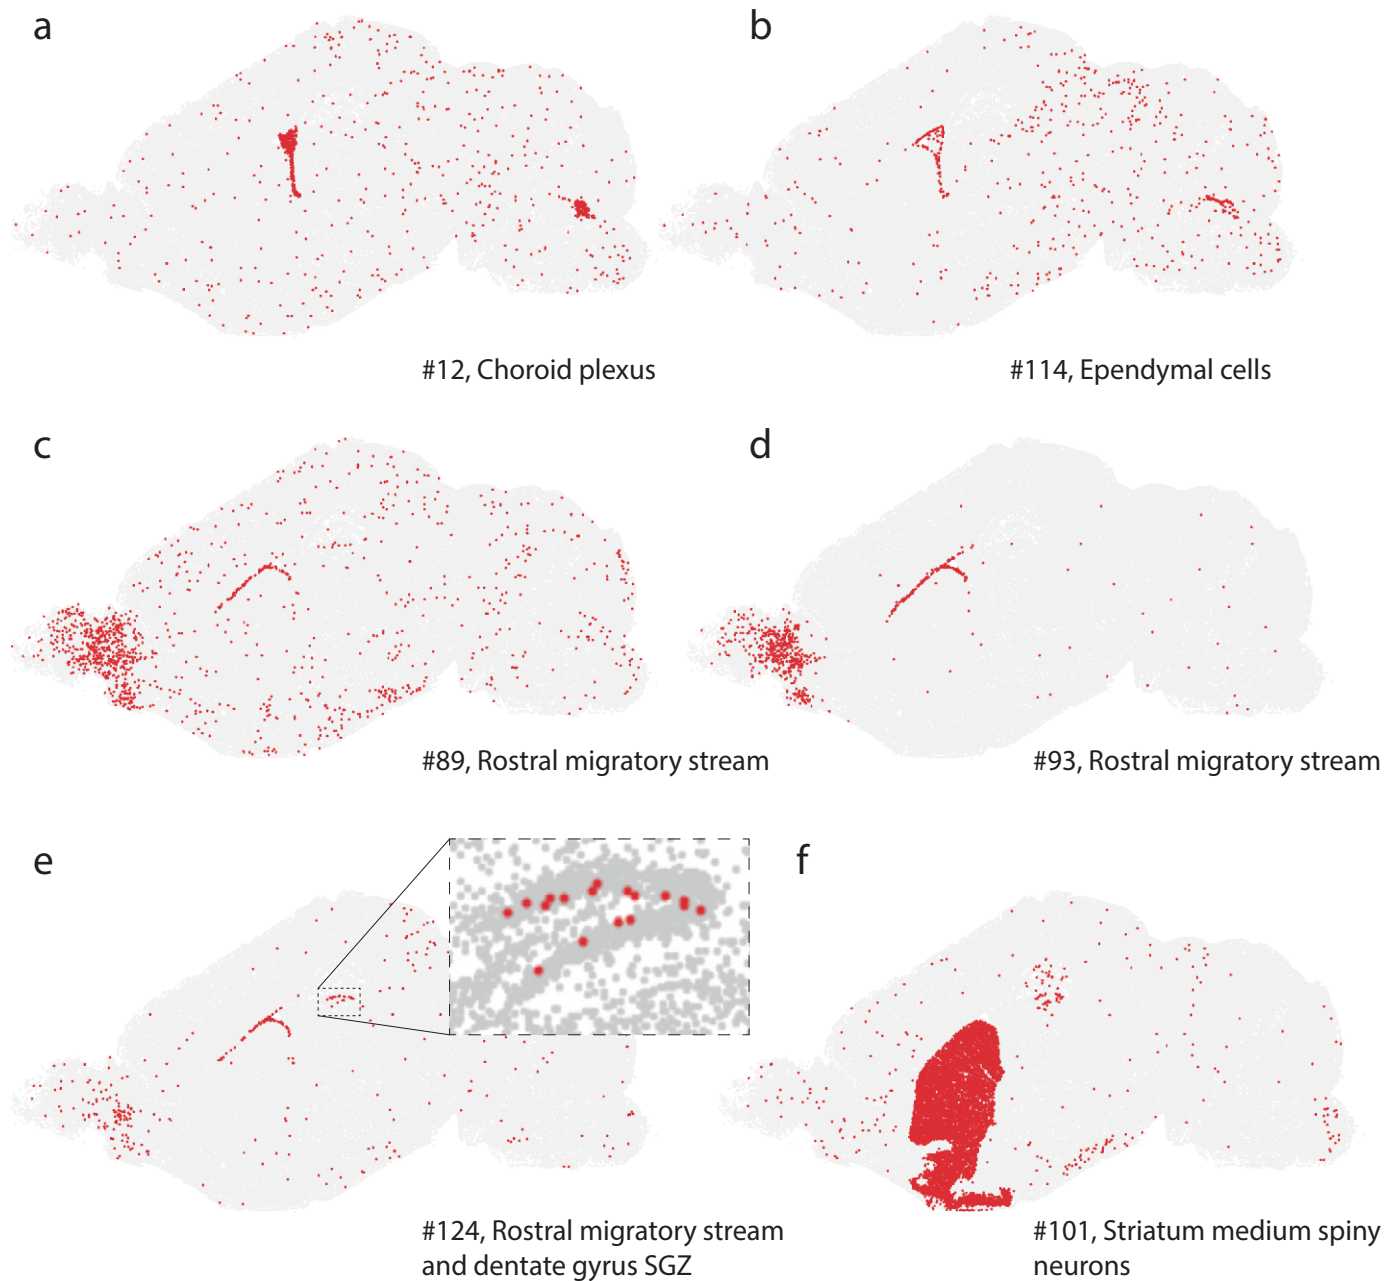 a
b
#12, Choroid plexus
#114, Ependymal cells
c
d
#89, Rostral migratory stream
#93, Rostral migratory stream
e
f
#124, Rostral migratory stream
and dentate gyrus SGZ
#101, Striatum medium spiny
neurons